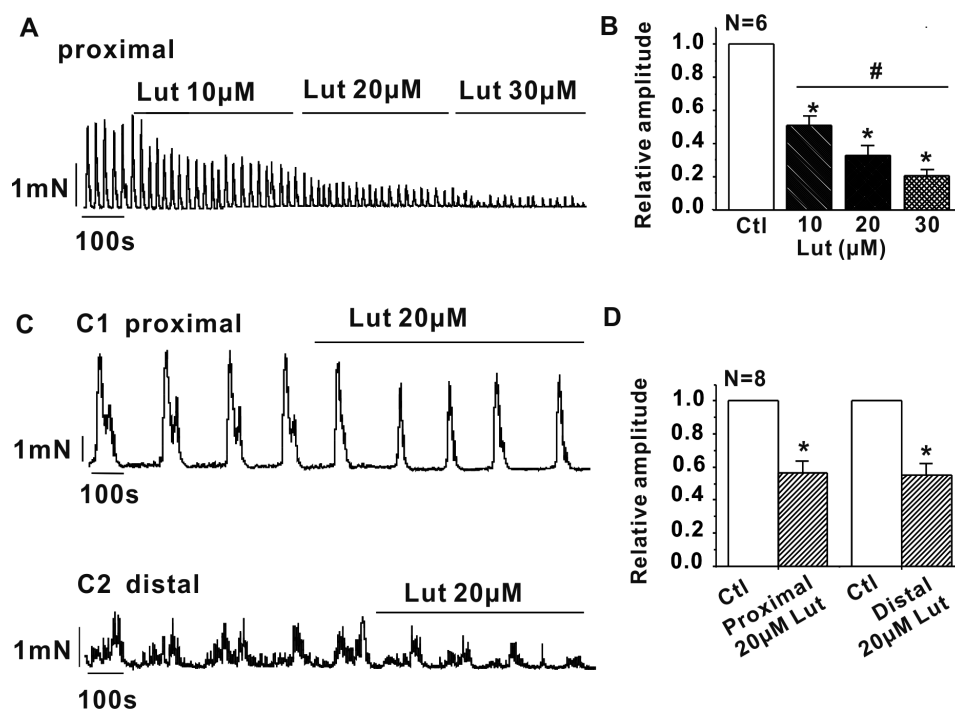 A
proximal
Lut 10μM
Lut 20μM
Lut 30μM
1mN
100s
B
N=6
Relative amplitude
1.0
0.8
0.6
0.4
0.2
0.0
#
*
*
*
Ctl
10
20
30
Lut (μM)
C
C1 proximal
Lut 20μM
1mN
100s
C2 distal
Lut 20μM
1mN
100s
D
N=8
Relative amplitude
1.0
0.8
0.6
0.4
0.2
0.0
*
*
Ctl
Proximal
20μM Lut
Ctl
Distal
20μM Lut